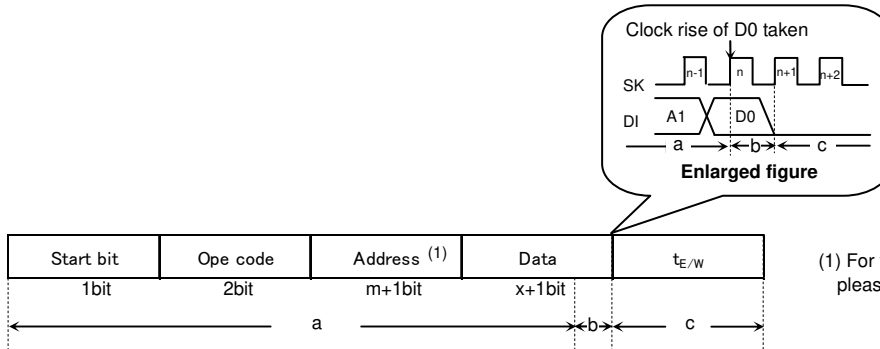 Clock rise of D0 taken
SK n-1 n n+1 n+2
DI A1 D0
a b c
Enlarged figure
Start bit Ope code Address (1) Data tE/W
1bit 2bit m+1bit x+1bit
a b c
(1) For
pleas